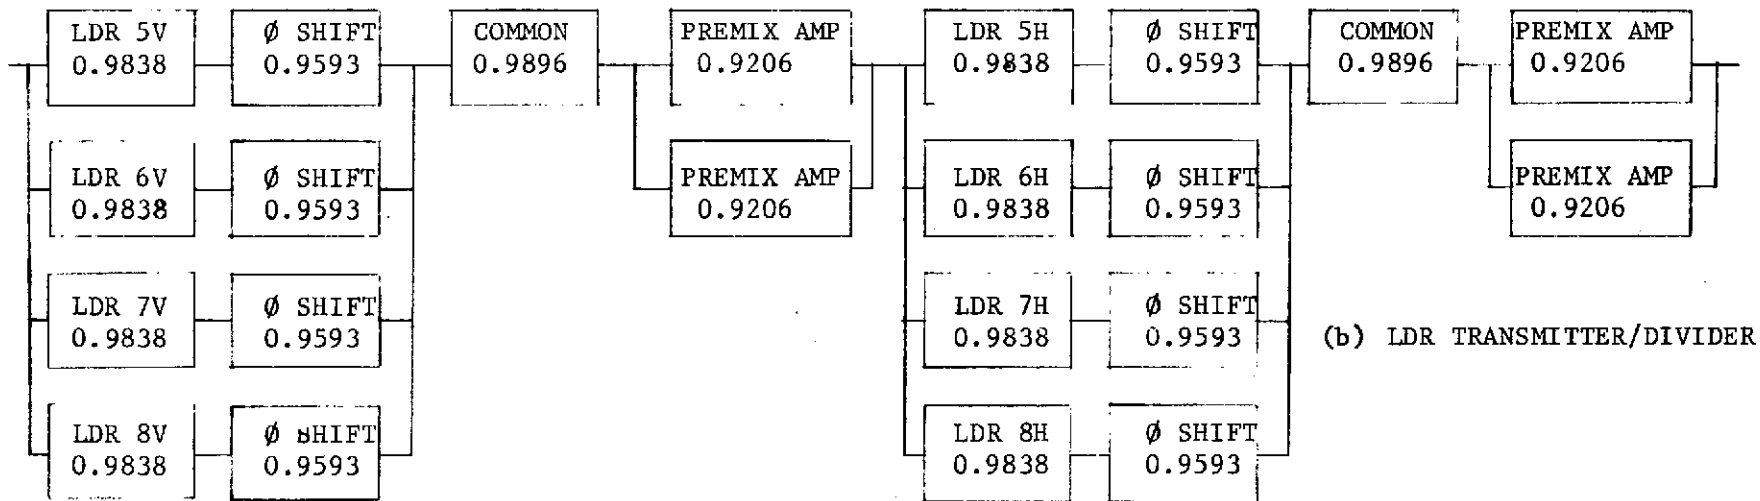 LDR 5V Ø SHIFT COMMON PREMIX AMP LDR 5H Ø SHIFT COMMON PREMIX AMP
0.9838 0.9593 0.9896 0.9206 0.9838 0.9593 0.9896 0.9206
LDR 6V Ø SHIFT PREMIX AMP LDR 6H Ø SHIFT PREMIX AMP
0.9838 0.9593 0.9206 0.9838 0.9593 0.9206
LDR 7V Ø SHIFT LDR 7H Ø SHIFT
0.9838 0.9593 0.9838 0.9593
(b) LDR TRANSMITTER/DIVIDER
LDR 8V Ø SHIFT LDR 8H Ø SHIFT
0.9838 0.9593 0.9838 0.9593